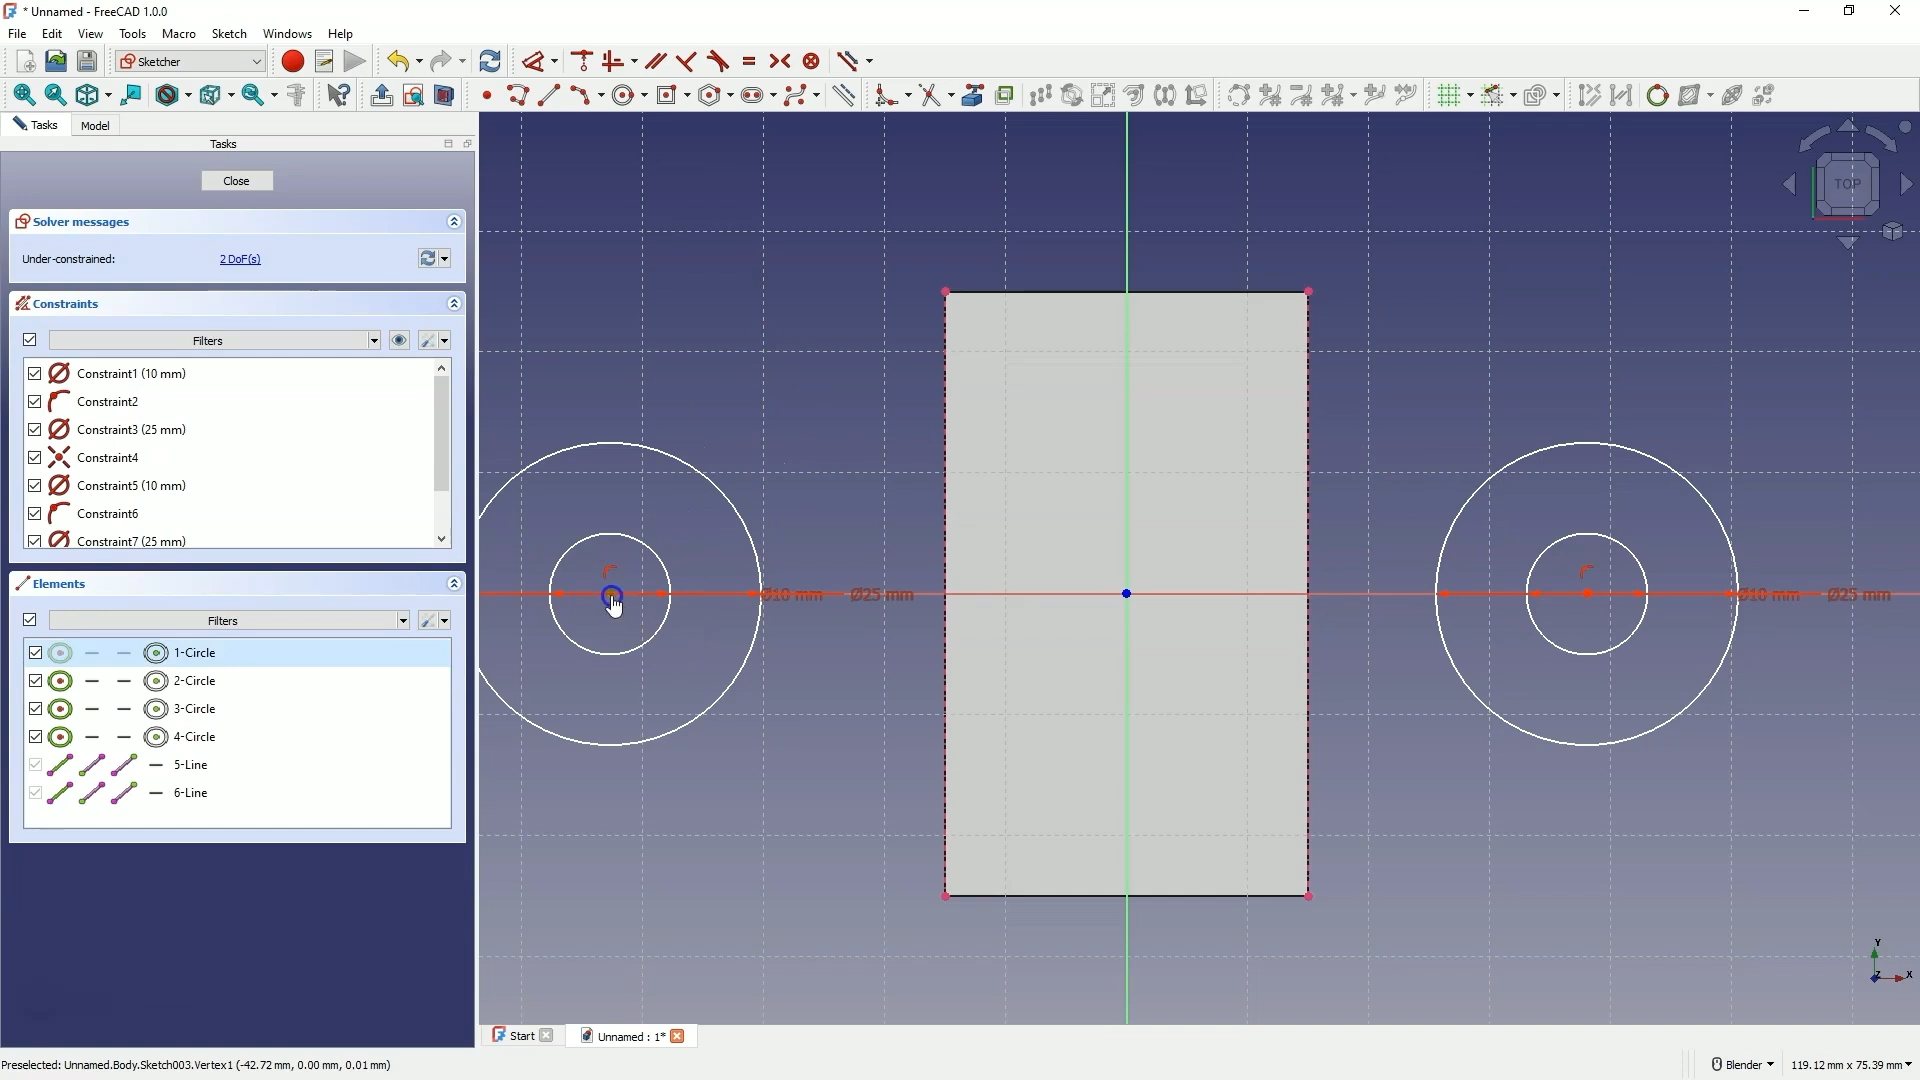 * Unnamed - FreeCAD 1.0.0
File Edit View Tools Macro Sketch Windows Help
Sketcher
Tasks Model
Tasks
Close
Solver messages
Under-constrained: 2 DoF(s)
Constraints
Filters
Constraint1 (10 mm)
Constraint2
Constraint3 (25 mm)
Constraint4
Constraint5 (10 mm)
Constraint6
Constraint7 (25 mm)
Elements
Filters
1-Circle
2-Circle
3-Circle
4-Circle
5-Line
6-Line
TOP
Ø10 mm Ø25 mm
Ø10 mm Ø25 mm
Y
Z X
Start Unnamed : 1*
Preselected: Unnamed.Body.Sketch003.Vertex1 (-42.72 mm, 0.00 mm, 0.01 mm)
Blender 119.12 mm x 75.39 mm